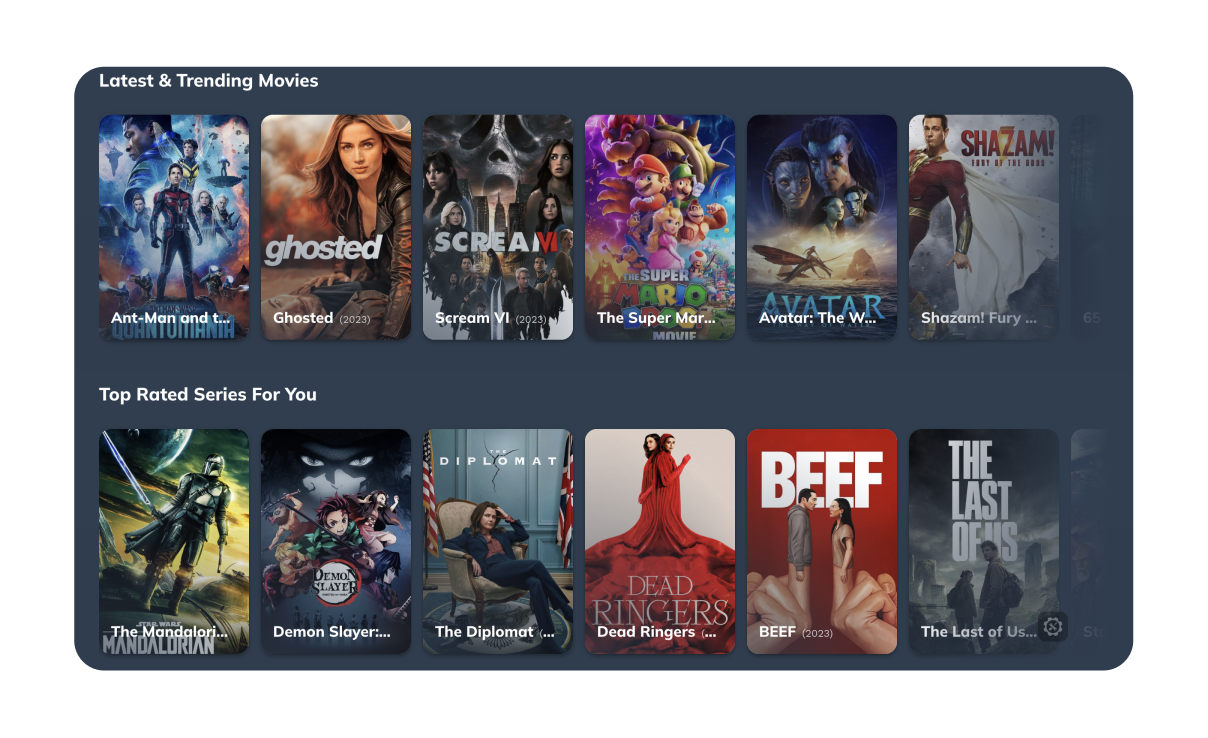 Latest & Trending Movies
ghosted
SCREAM VI
THE SUPER
MARIO
BROS
MOVIE
AVATAR
SHAZAM!
FURY OF THE GODS
QUANTUMANIA
Ant-Man and t...
Ghosted (2023)
Scream VI (2023)
The Super Mar...
Avatar: The W...
Shazam! Fury ...
65
Top Rated Series For You
STAR WARS
THE
MANDALORIAN
DEMON
SLAYER
THE
DIPLOMAT
DEAD
RINGERS
BEEF
THE
LAST
OF US
The Mandalori...
Demon Slayer:...
The Diplomat (...
Dead Ringers (...
BEEF (2023)
The Last of Us...